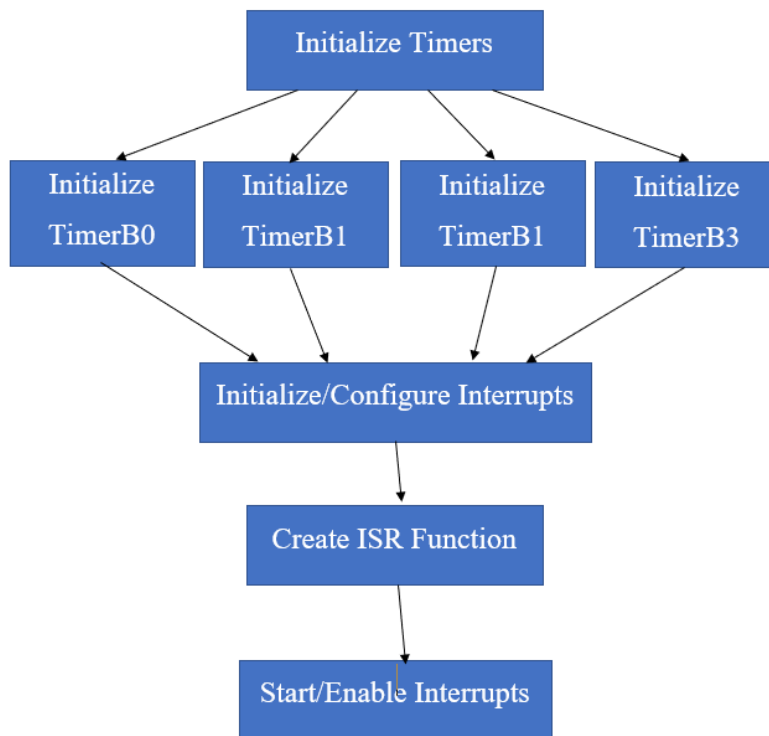 Initialize Timers
Initialize
TimerB0
Initialize
TimerB1
Initialize
TimerB1
Initialize
TimerB3
Initialize/Configure Interrupts
Create ISR Function
Start/Enable Interrupts